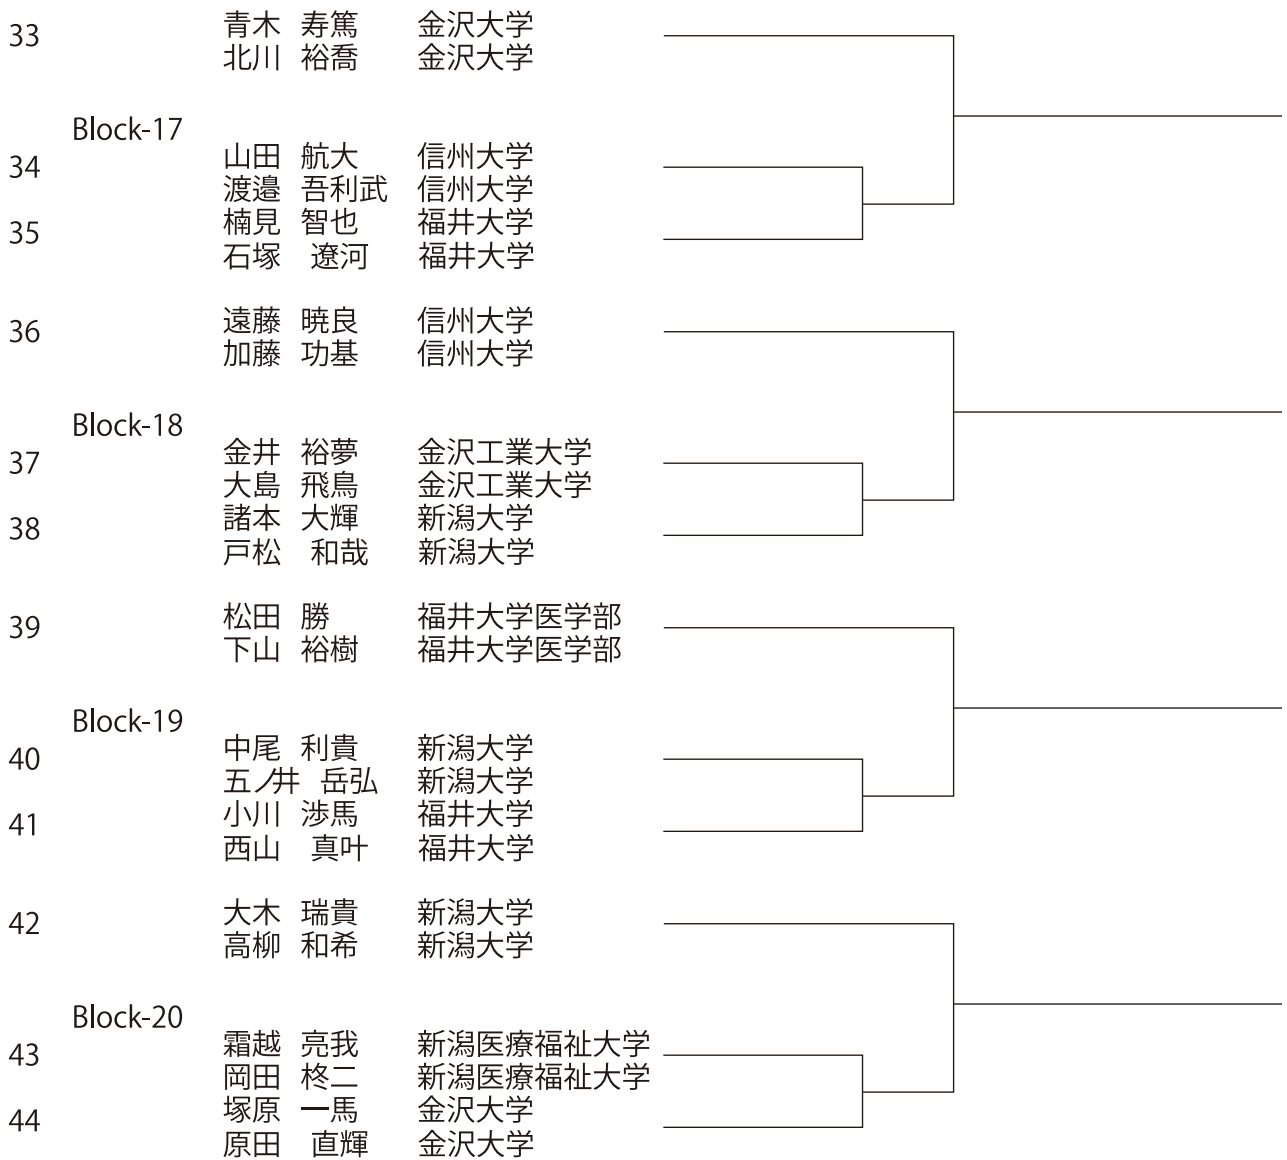 33 青木 寿篤 金沢大学
北川 裕喬 金沢大学
Block-17
34 山田 航大 信州大学
渡邉 吾利武 信州大学
35 楠見 智也 福井大学
石塚 遼河 福井大学
36 遠藤 暁良 信州大学
加藤 功基 信州大学
Block-18
37 金井 裕夢 金沢工業大学
大島 飛鳥 金沢工業大学
38 諸本 大輝 新潟大学
戸松 和哉 新潟大学
39 松田 勝 福井大学医学部
下山 裕樹 福井大学医学部
Block-19
40 中尾 利貴 新潟大学
五ノ井 岳弘 新潟大学
41 小川 渉馬 福井大学
西山 真叶 福井大学
42 大木 瑞貴 新潟大学
高柳 和希 新潟大学
Block-20
43 霜越 亮我 新潟医療福祉大学
岡田 柊二 新潟医療福祉大学
44 塚原 一馬 金沢大学
原田 直輝 金沢大学